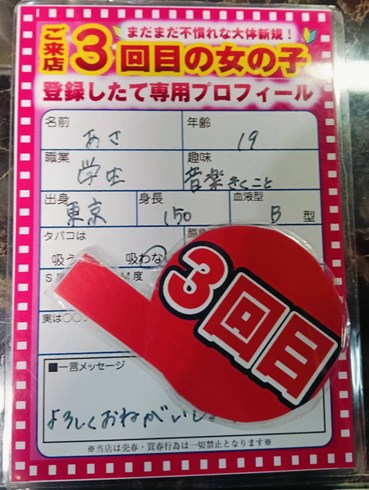 まだまだ不慣れな大体新規！
ご来店3回目の女の子
登録したて専用プロフィール
名前 あさ 年齢 19
職業 学生 趣味 音楽きくこと
出身 東京 身長 150 血液型 B 型
タバコは
吸う 吸わな
S 度
実は○○
3回目
■一言メッセージ
よろしくおねがいし
※当店は売春・買春行為は一切禁止となります※